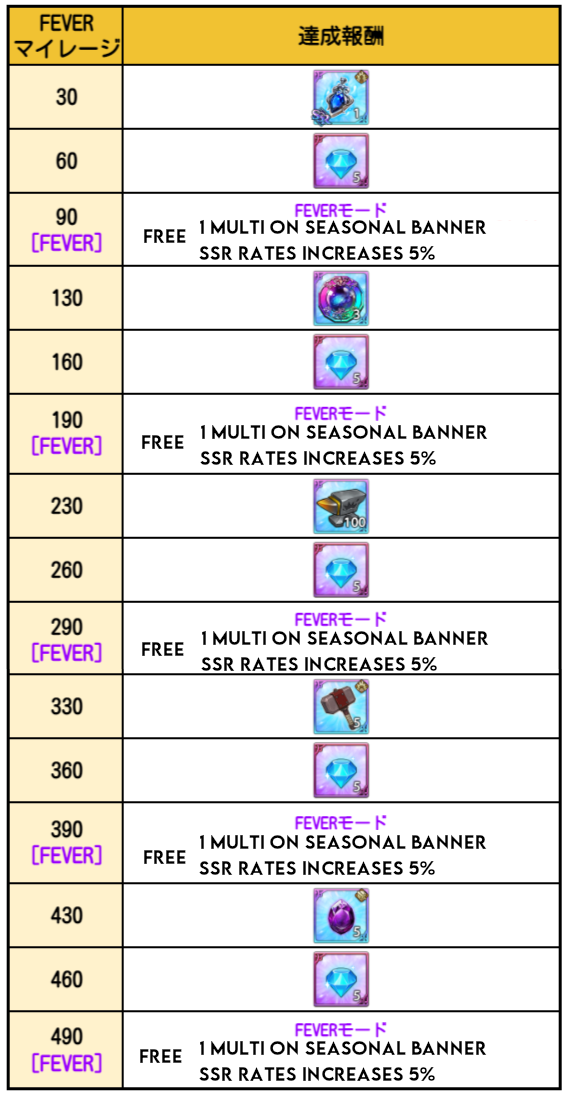 FEVER
マイレージ
達成報酬
30
1
60
5
90
[FEVER]
FEVERモード
FREE 1 MULTI ON SEASONAL BANNER
SSR RATES INCREASES 5%
130
3
160
5
190
[FEVER]
FEVERモード
FREE 1 MULTI ON SEASONAL BANNER
SSR RATES INCREASES 5%
230
100
260
5
290
[FEVER]
FEVERモード
FREE 1 MULTI ON SEASONAL BANNER
SSR RATES INCREASES 5%
330
5
360
5
390
[FEVER]
FEVERモード
FREE 1 MULTI ON SEASONAL BANNER
SSR RATES INCREASES 5%
430
5
460
5
490
[FEVER]
FEVERモード
FREE 1 MULTI ON SEASONAL BANNER
SSR RATES INCREASES 5%